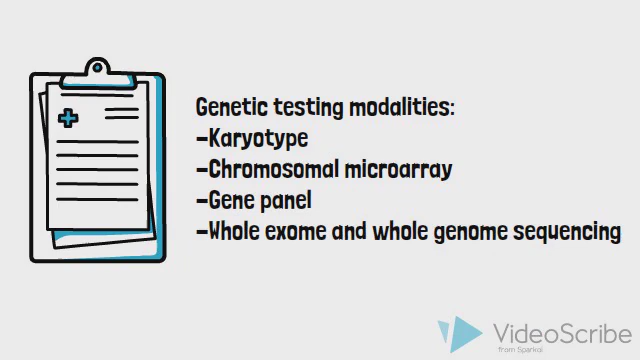 Genetic testing modalities:
-Karyotype
-Chromosomal microarray
-Gene panel
-Whole exome and whole genome sequencing
VideoScribe
from Sparkol